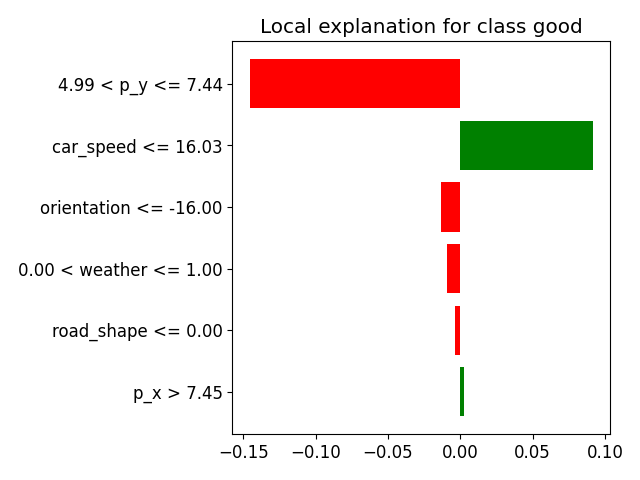 Local explanation for class good
4.99 < p_y <= 7.44
car_speed <= 16.03
orientation <= -16.00
0.00 < weather <= 1.00
road_shape <= 0.00
p_x > 7.45
−0.15 −0.10 −0.05 0.00 0.05 0.10